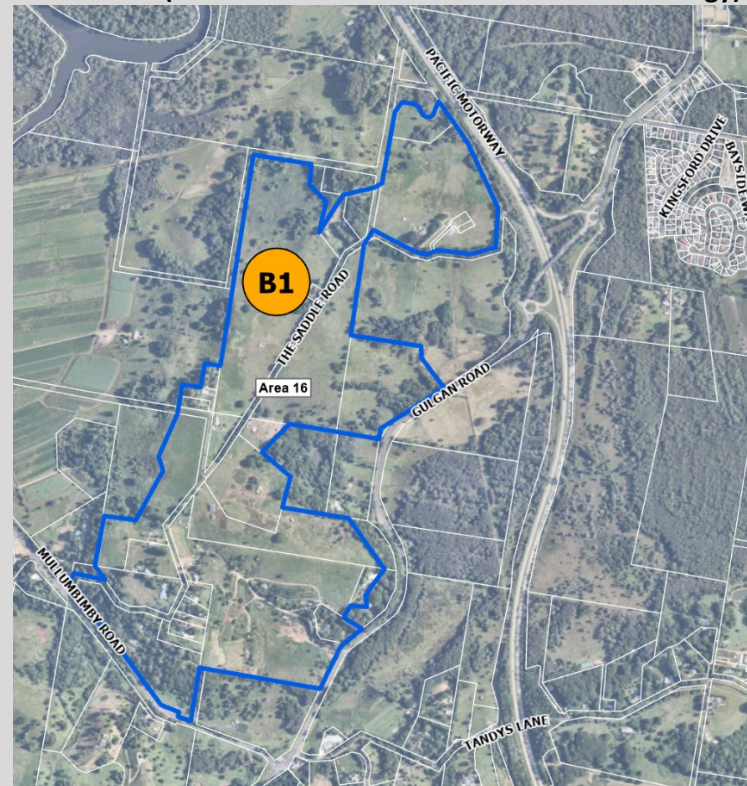 PACIFIC MOTORWAY
KINGSFORD DRIVE
B1
THE SADDLE ROAD
Area 16
GULGAN ROAD
MULLUMBIMBY ROAD
TANDYS LANE